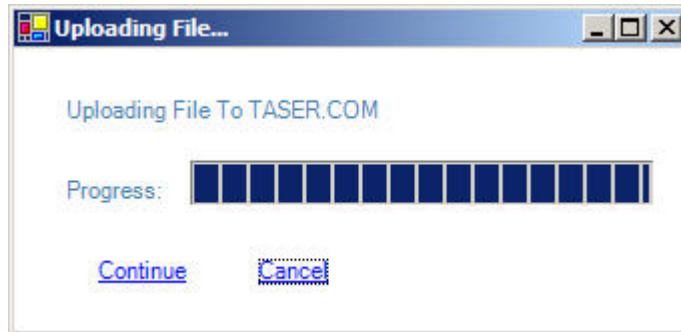 Uploading File...
Uploading File To TASER.COM
Progress:
Continue Cancel